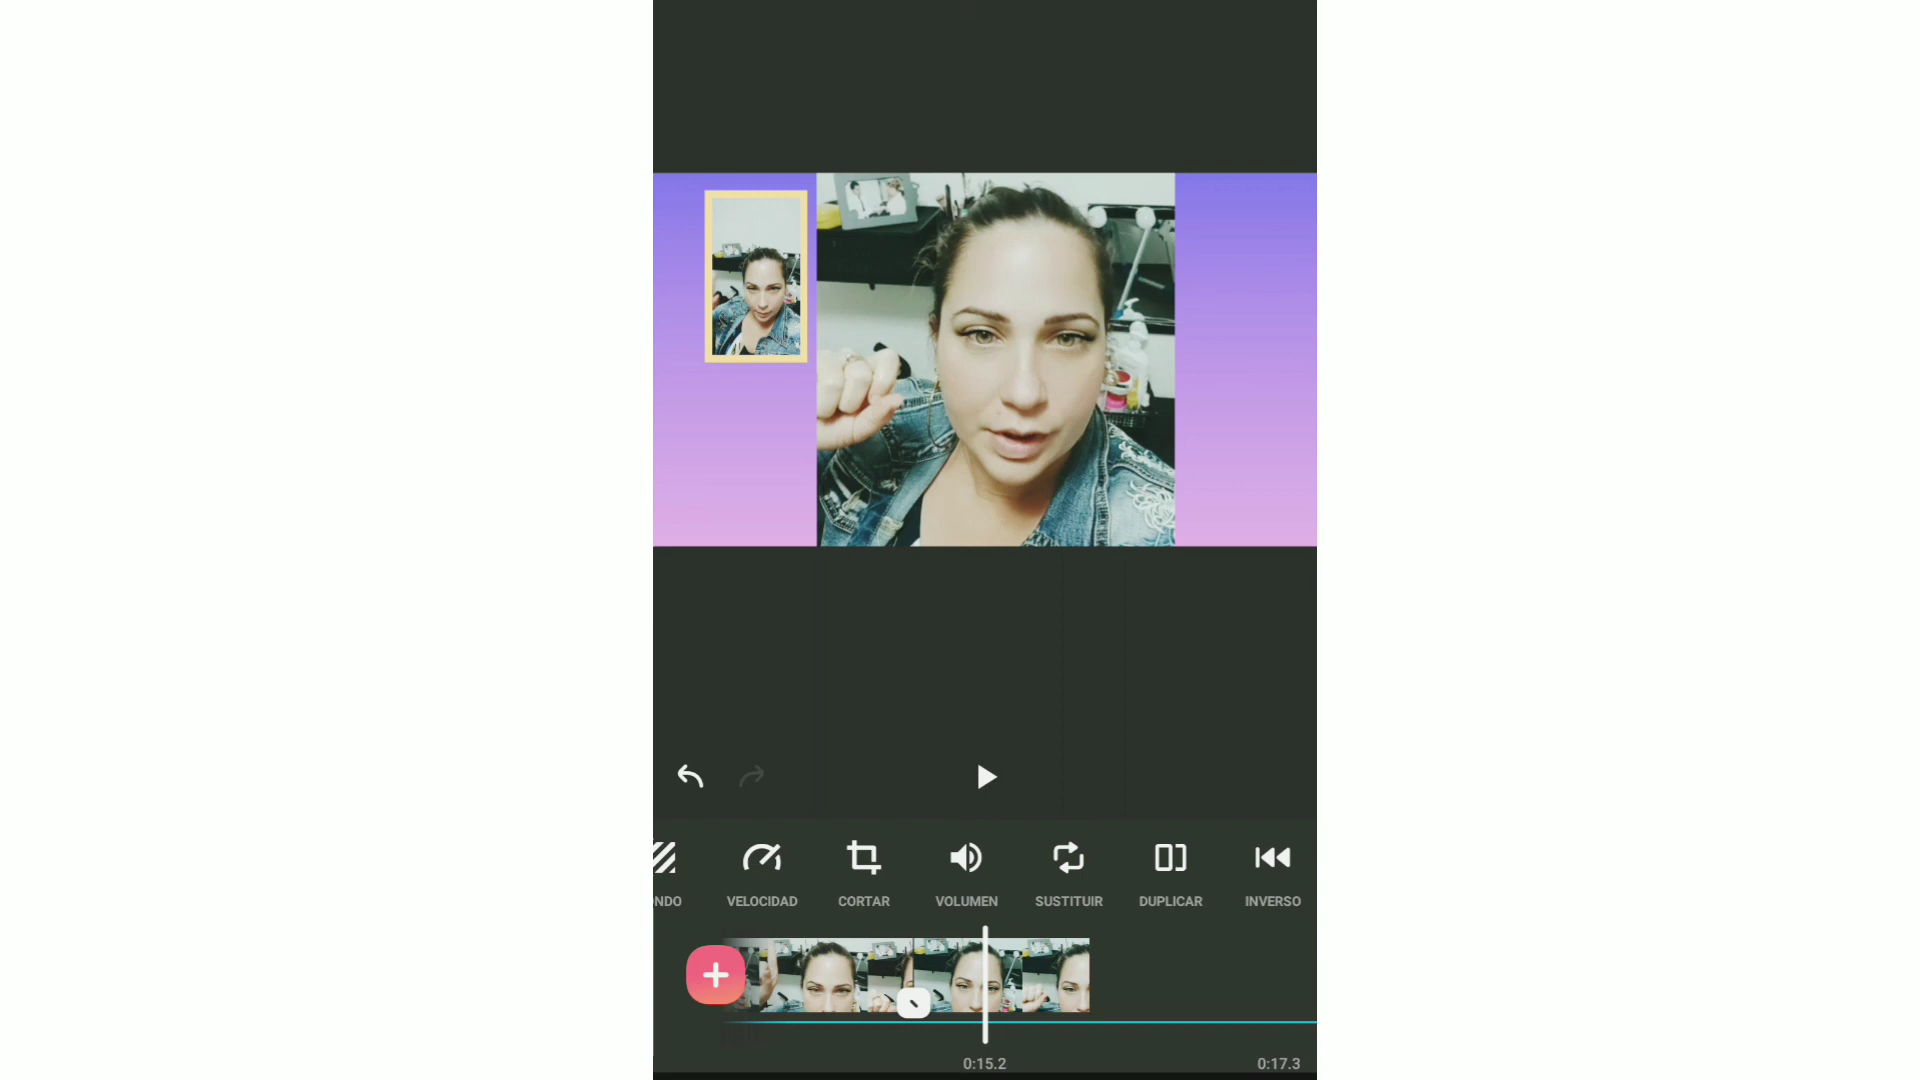 NDO VELOCIDAD CORTAR VOLUMEN SUSTITUIR DUPLICAR INVERSO
0:15.2 0:17.3